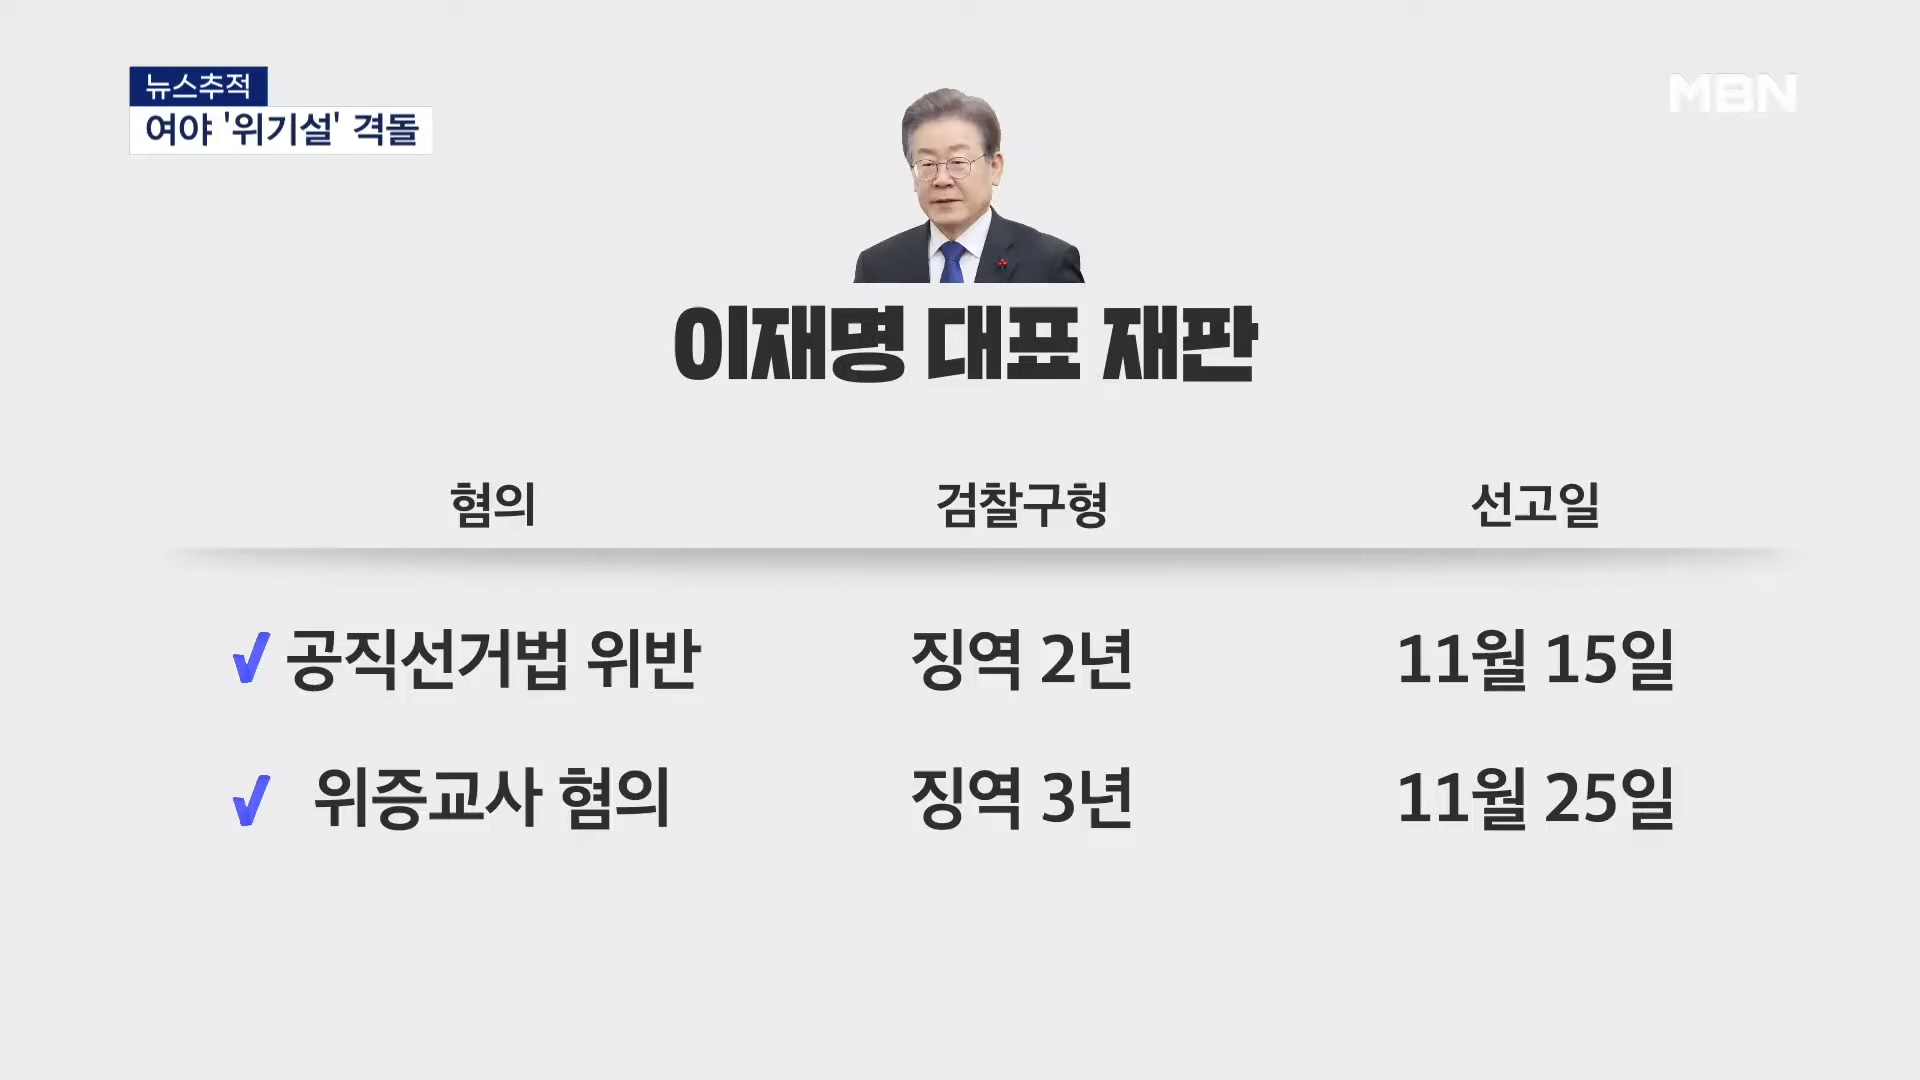 뉴스추적
여야 '위기설' 격돌
MBN
이재명 대표 재판
혐의 검찰구형 선고일
공직선거법 위반 징역 2년 11월 15일
위증교사 혐의 징역 3년 11월 25일